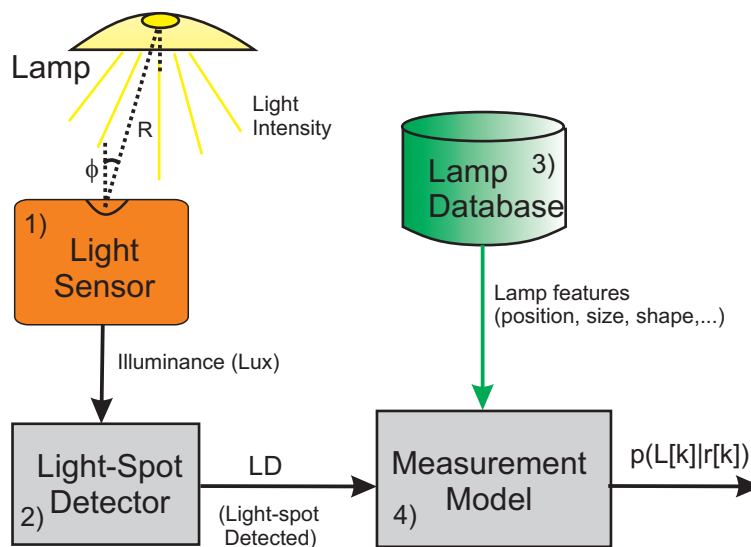 Lamp
Light
Intensity
R
ϕ
1)
Light
Sensor
3)
Lamp
Database
Lamp features
(position, size, shape,...)
Illuminance (Lux)
Light-Spot
Detector
2)
LD
(Light-spot
Detected)
Measurement
Model
4)
p(L[k]|r[k])